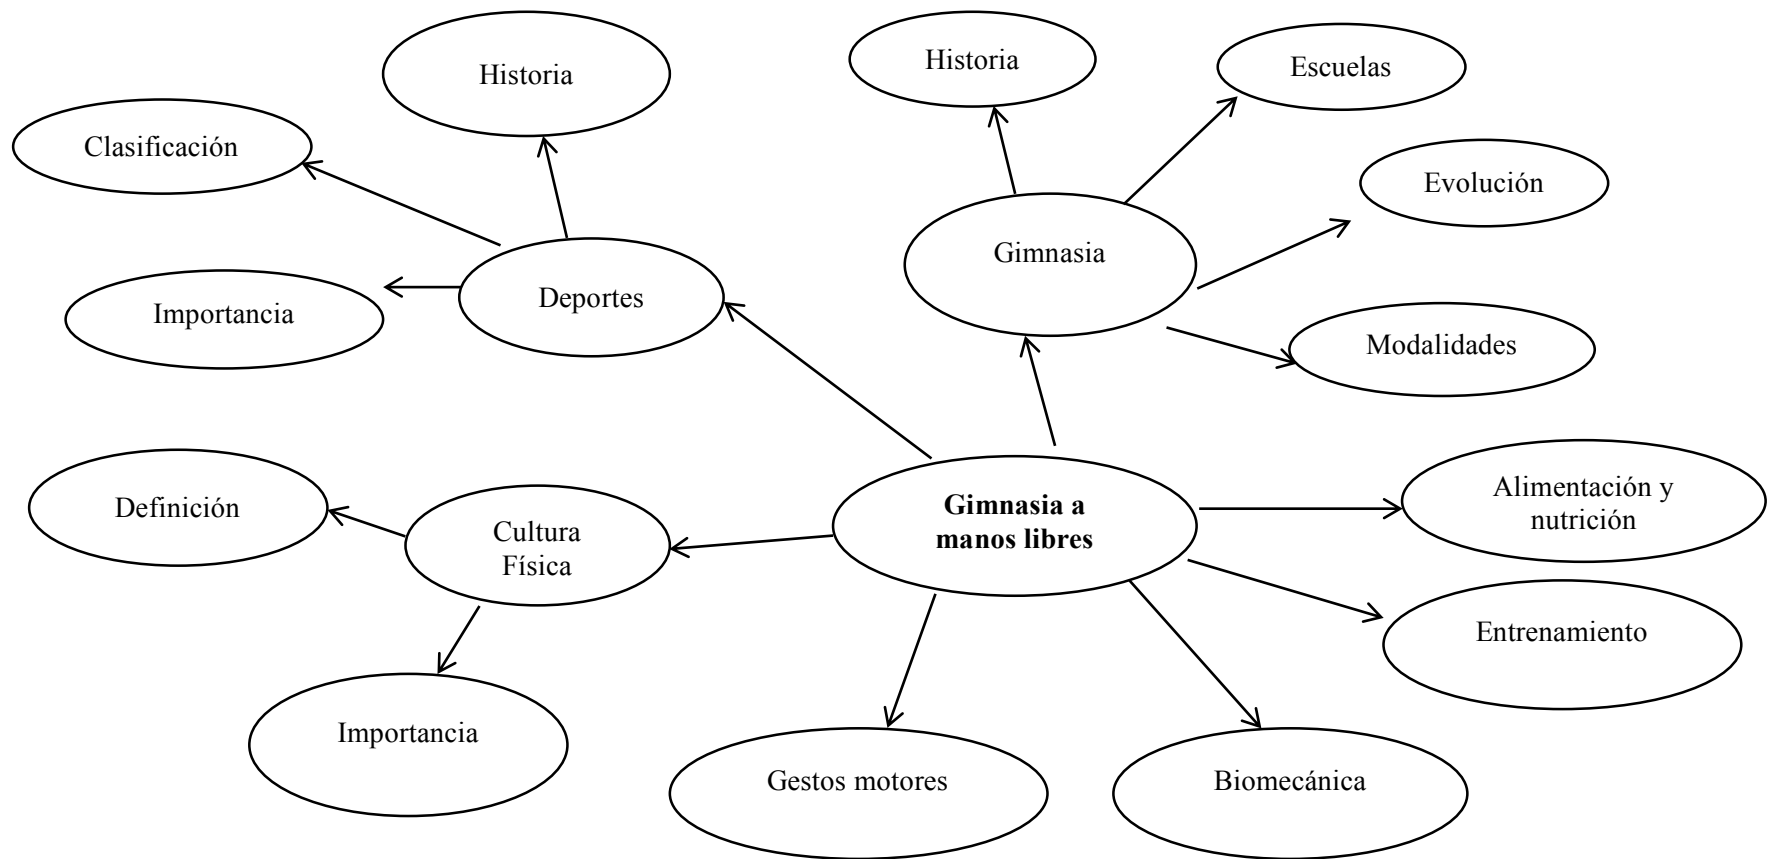 Historia
Historia
Escuelas
Clasificación
Evolución
Gimnasia
Deportes
Importancia
Modalidades
Definición
Cultura
Física
Gimnasia a
manos libres
Alimentación y
nutrición
Entrenamiento
Importancia
Gestos motores
Biomecánica